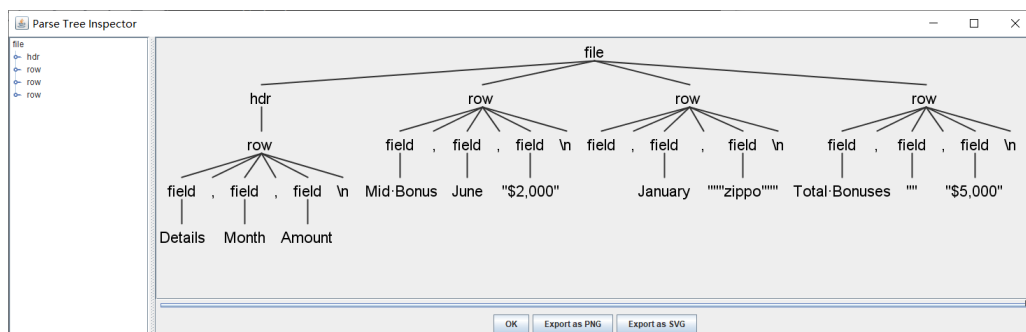 Parse Tree Inspector
file
hdr
row
row
row
file
hdr row row row
row field , field , field \n field , field , field \n field , field , field \n
field , field , field \n Mid·Bonus June "$2,000" January """zippo""" Total·Bonuses "" "$5,000"
Details Month Amount
OK Export as PNG Export as SVG